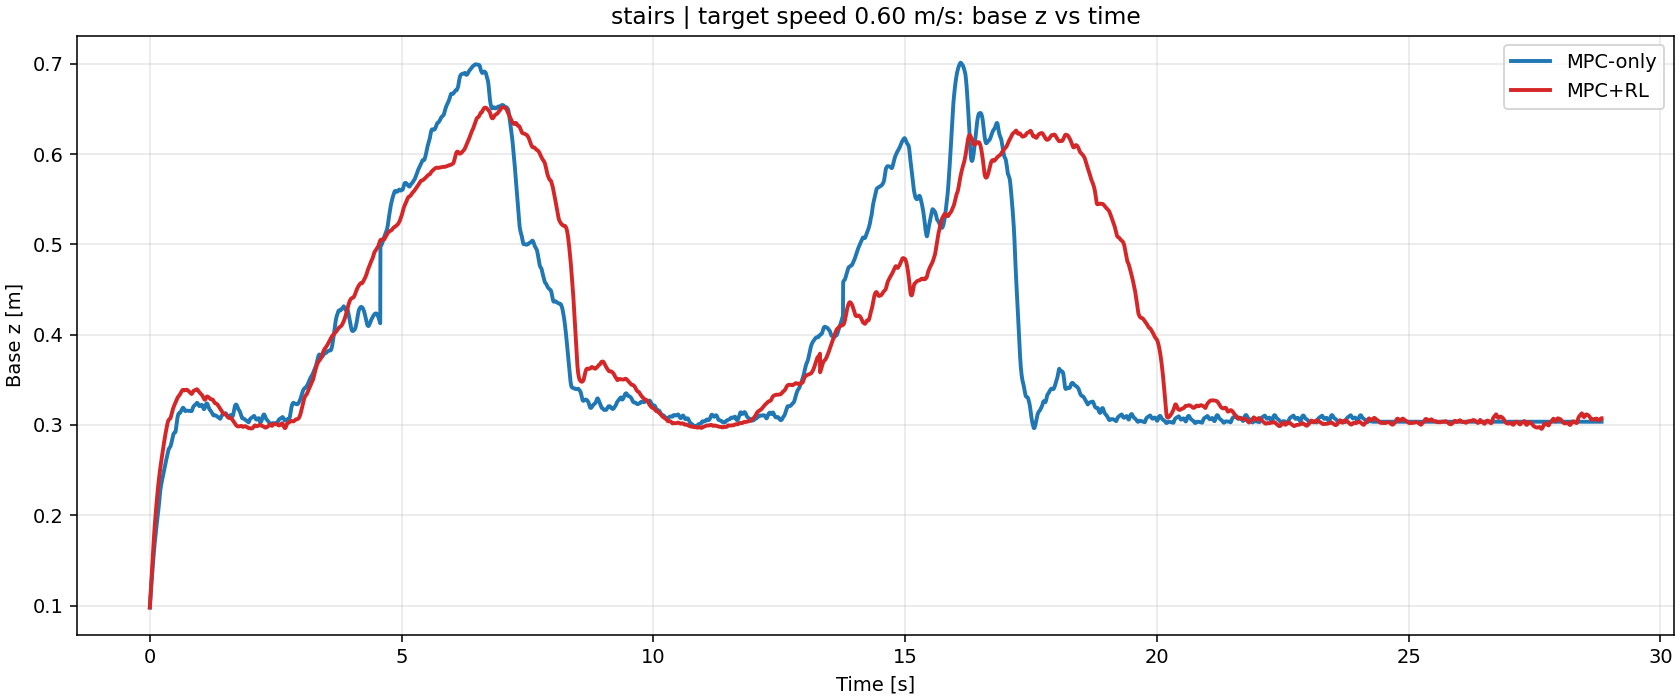 stairs | target speed 0.60 m/s: base z vs time
MPC-only
MPC+RL
Base z [m]
0.7
0.6
0.5
0.4
0.3
0.2
0.1
0
5
10
15
20
25
30
Time [s]